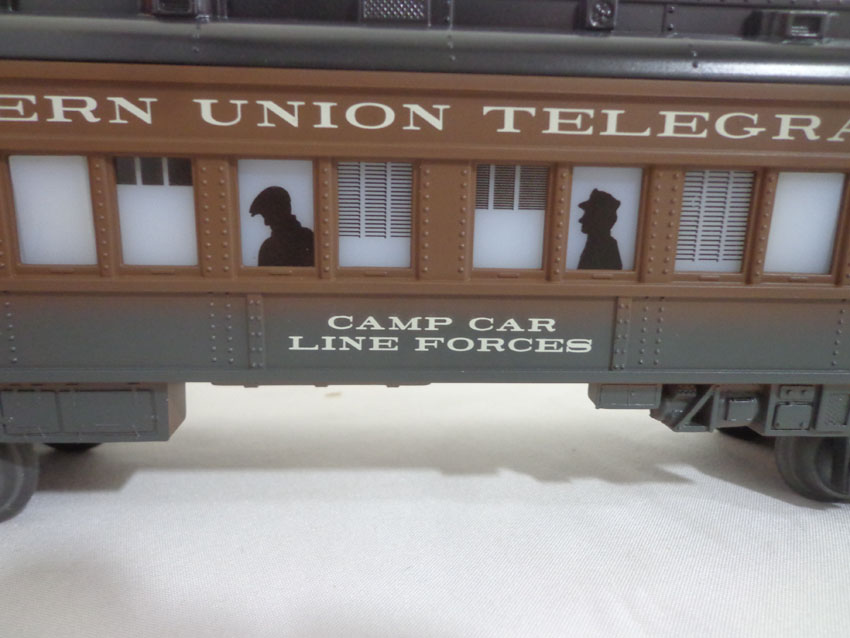 ERN UNION TELEGRA
CAMP CAR
LINE FORCES